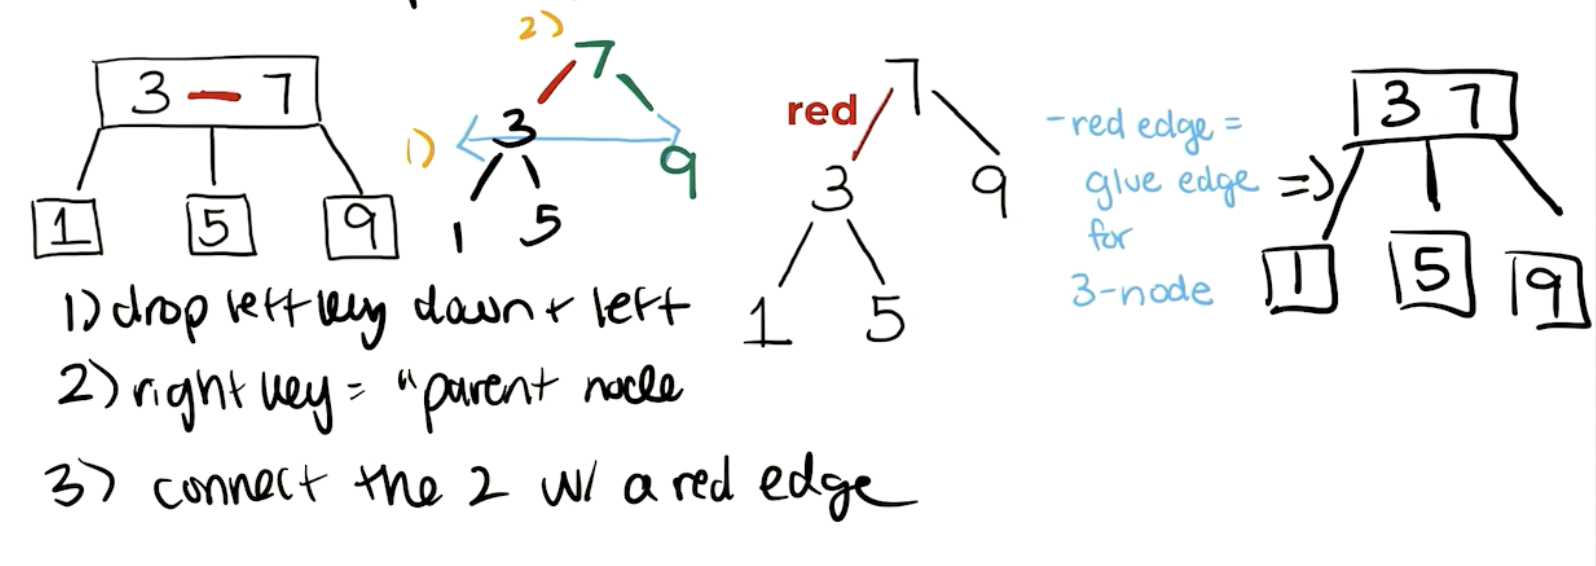 3 - 7
1 5 9
2) 7
1) 3
9
1 5
red 7
3 9
1 5
-red edge =
glue edge =>
for
3-node
3 7
1 5 9
1) drop left key down + left
2) right key = "parent node
3) connect the 2 w/ a red edge